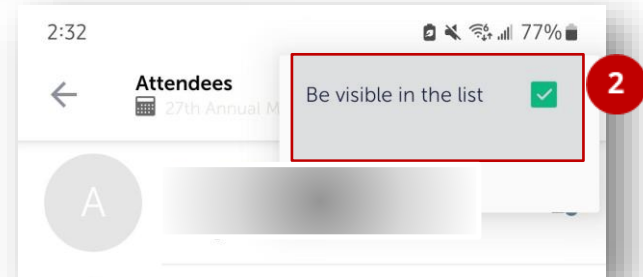 2:32 77%
Attendees
27th Annual M
Be visible in the list
2
A